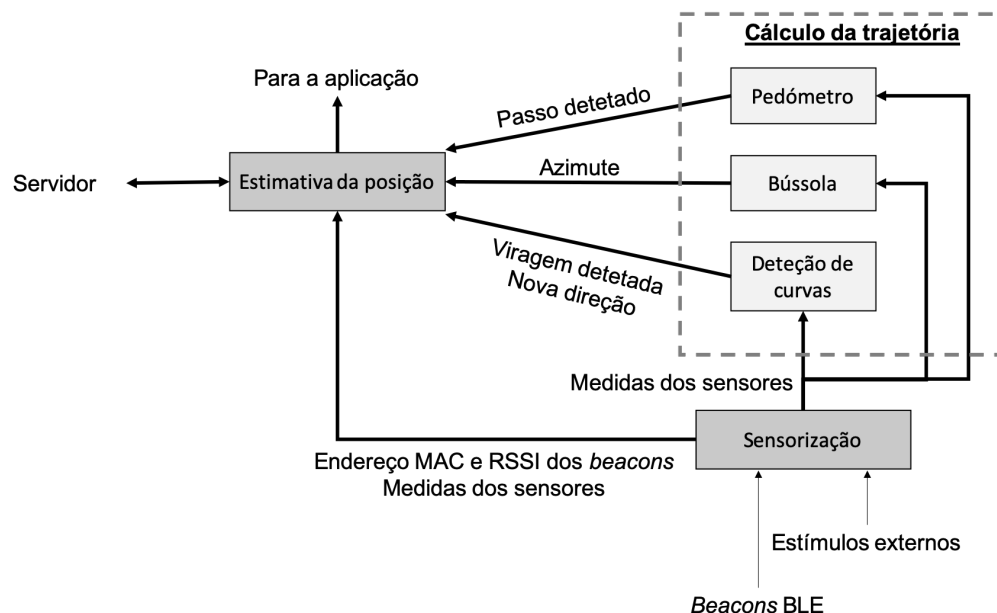 Cálculo da trajetória
Para a aplicação
Pedómetro
Passo detetado
Servidor
Estimativa da posição
Azimute
Bússola
Viragem detetada
Nova direção
Deteção de
curvas
Medidas dos sensores
Sensorização
Endereço MAC e RSSI dos beacons
Medidas dos sensores
Estímulos externos
Beacons BLE